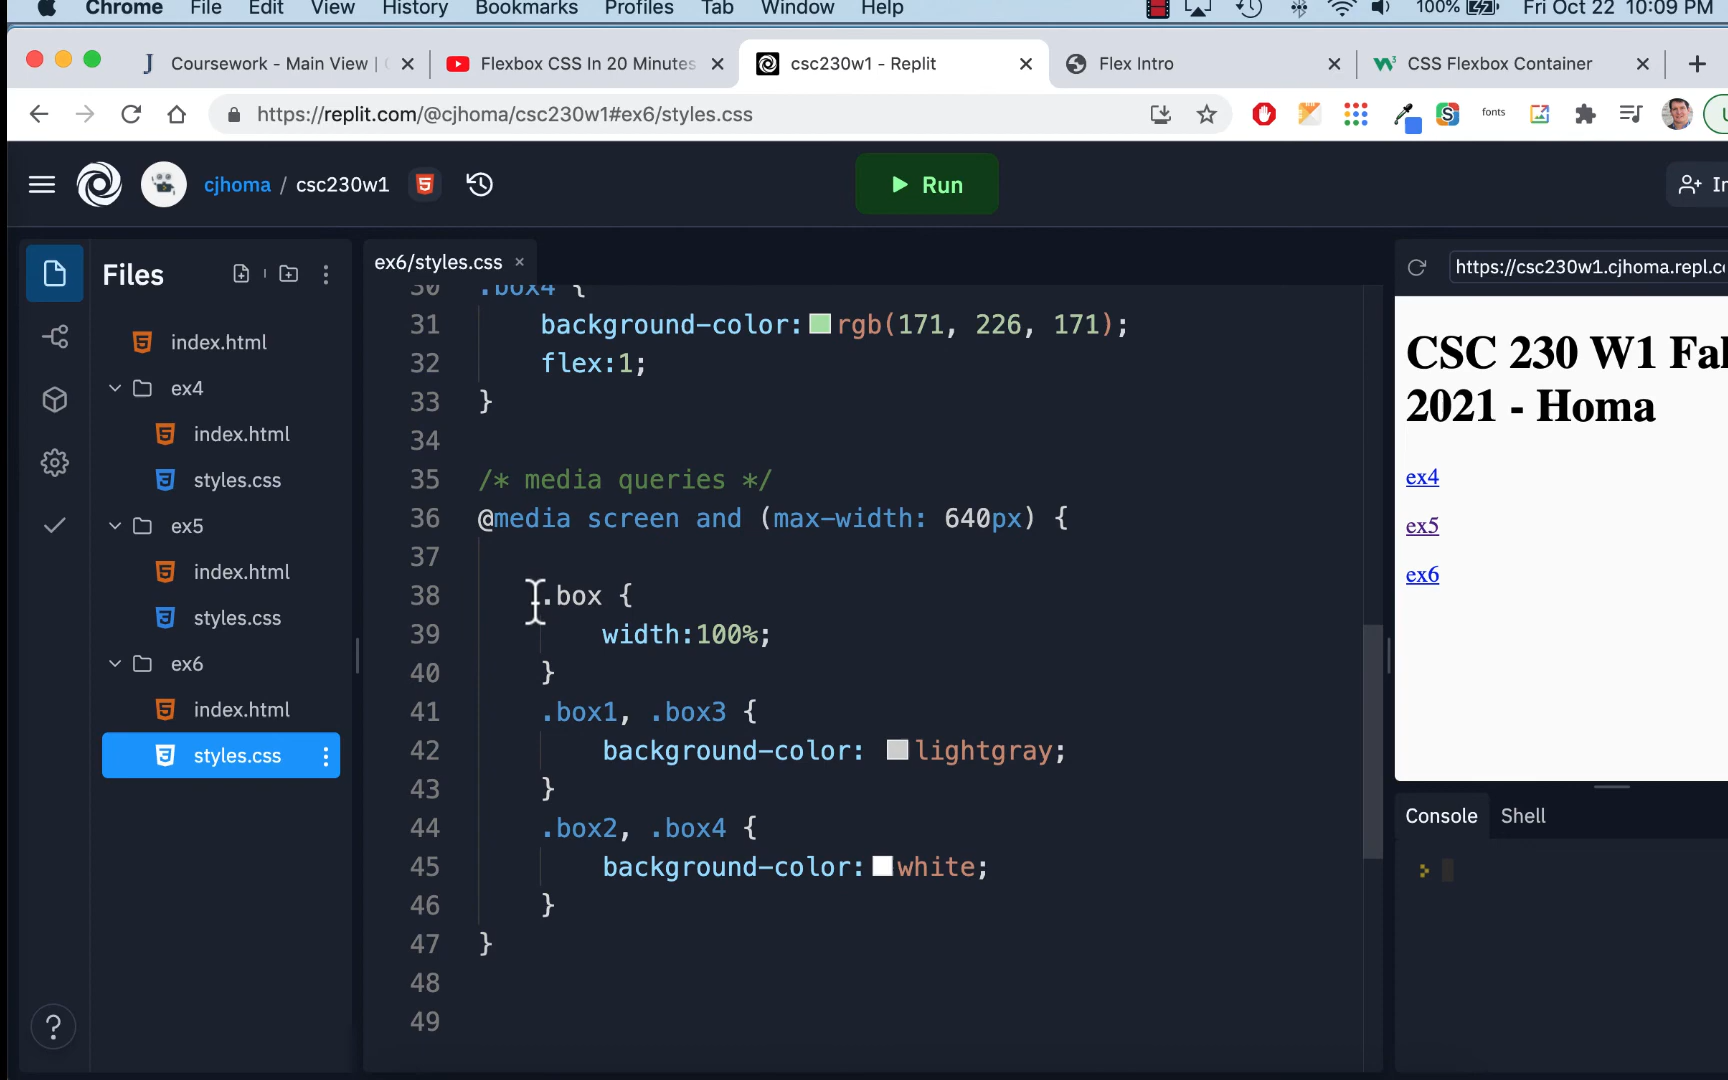 Chrome File Edit View History Bookmarks Profiles Tab Window Help 100% Fri Oct 22 10:09 PM
Coursework - Main View | Flexbox CSS In 20 Minutes csc230w1 - Replit Flex Intro CSS Flexbox Container
https://replit.com/@cjhoma/csc230w1#ex6/styles.css fonts
cjhoma / csc230w1 Run In
Files
index.html
ex4
index.html
styles.css
ex5
index.html
styles.css
ex6
index.html
styles.css
ex6/styles.css
30 .box4 {
31 background-color: rgb(171, 226, 171);
32 flex:1;
33 }
34
35 /* media queries */
36 @media screen and (max-width: 640px) {
37
38 .box {
39 width:100%;
40 }
41 .box1, .box3 {
42 background-color: lightgray;
43 }
44 .box2, .box4 {
45 background-color: white;
46 }
47 }
48
49
https://csc230w1.cjhoma.repl.c
CSC 230 W1 Fal
2021 - Homa
ex4
ex5
ex6
Console Shell
>
?